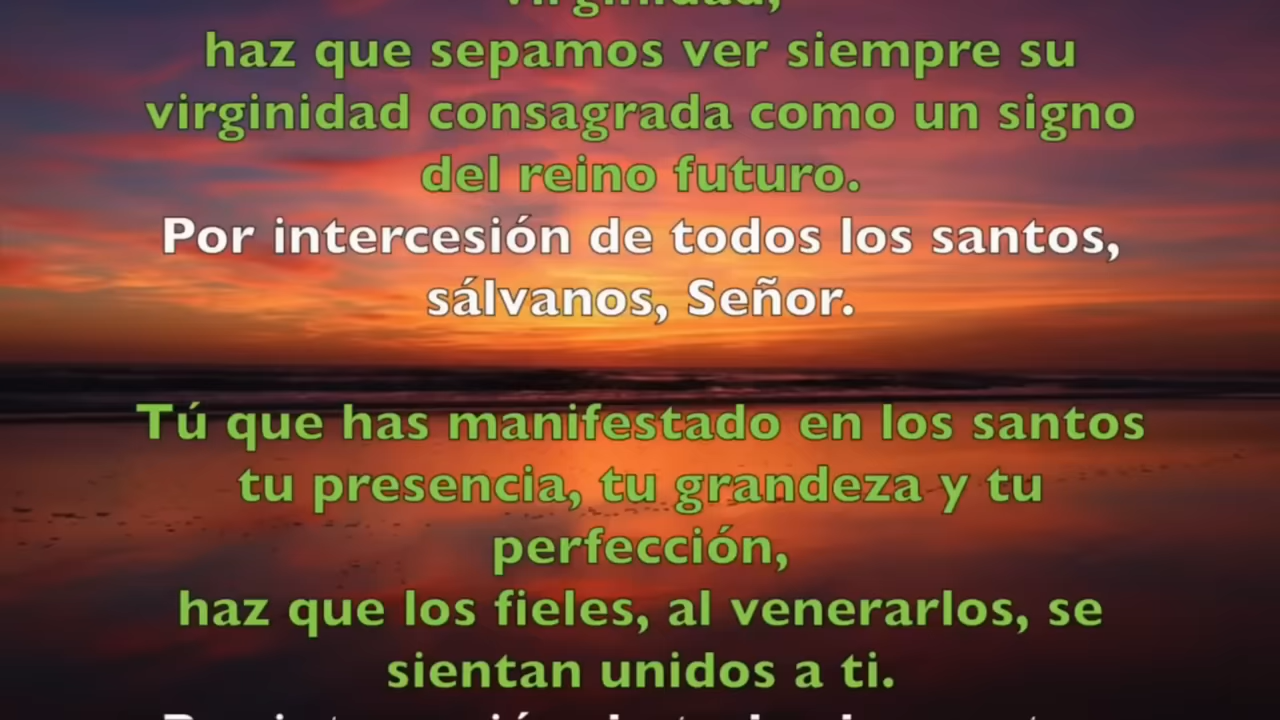 virginidad,
haz que sepamos ver siempre su
virginidad consagrada como un signo
del reino futuro.
Por intercesión de todos los santos,
sálvanos, Señor.
Tú que has manifestado en los santos
tu presencia, tu grandeza y tu
perfección,
haz que los fieles, al venerarlos, se
sientan unidos a ti.